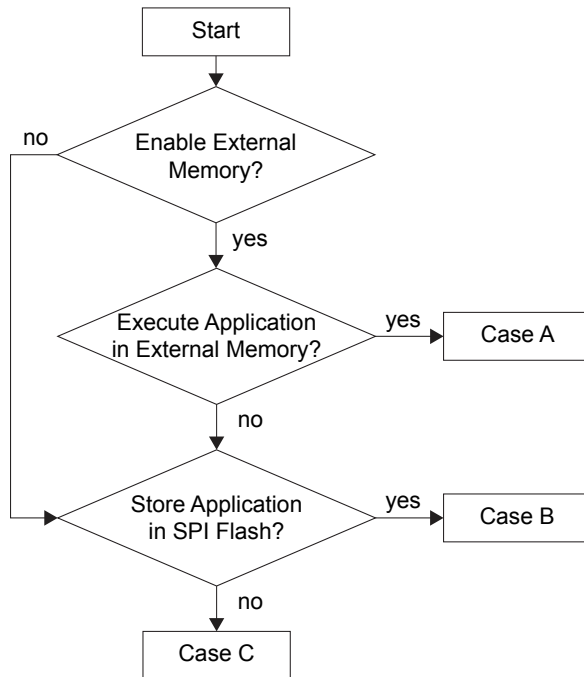 Start
no
Enable External
Memory?
yes
Execute Application
in External Memory?
yes
Case A
no
Store Application
in SPI Flash?
yes
Case B
no
Case C